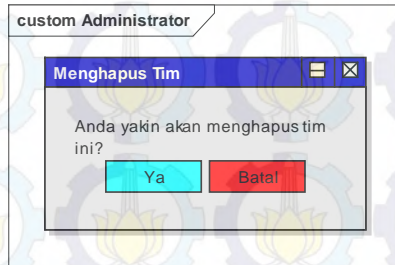 custom Administrator
Menghapus Tim
Anda yakin akan menghapus tim
ini?
Ya
Batal